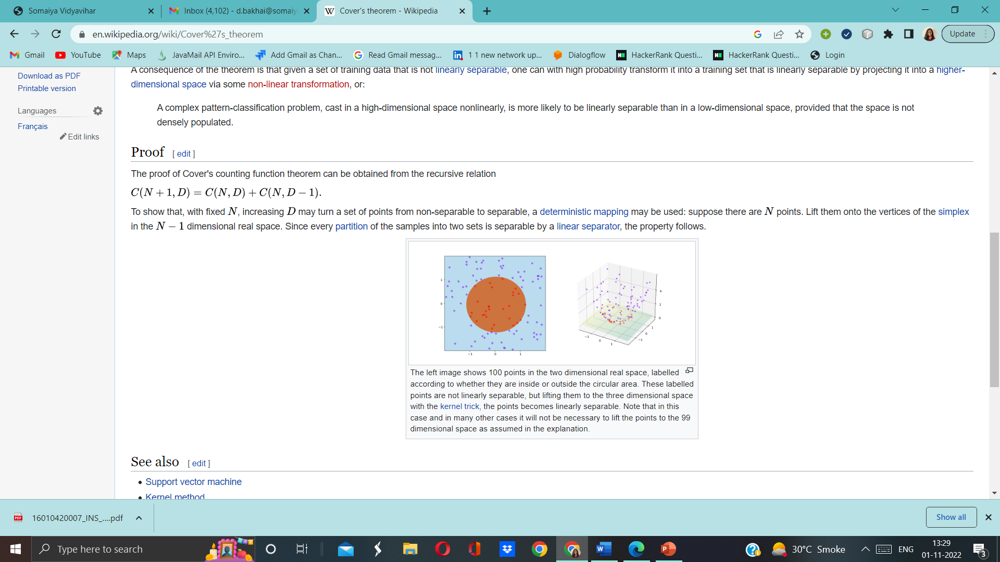 Somaiya Vidyavihar
Inbox (4,102) - d.bakhai@somaiy
W Cover's theorem - Wikipedia
en.wikipedia.org/wiki/Cover%27s_theorem
Update
Gmail
YouTube
Maps
JavaMail API Enviro...
Add Gmail as Chan...
Read Gmail messag...
in 1 1 new network up...
Dialogflow
HackerRank Questi...
HackerRank Questi...
Login
Download as PDF
Printable version
Languages
Français
Edit links
A consequence of the theorem is that given a set of training data that is not linearly separable, one can with high probability transform it into a training set that is linearly separable by projecting it into a higher-
dimensional space via some non-linear transformation, or:
A complex pattern-classification problem, cast in a high-dimensional space nonlinearly, is more likely to be linearly separable than in a low-dimensional space, provided that the space is not
densely populated.
Proof [ edit ]
The proof of Cover's counting function theorem can be obtained from the recursive relation
C(N + 1, D) = C(N, D) + C(N, D − 1).
To show that, with fixed N, increasing D may turn a set of points from non-separable to separable, a deterministic mapping may be used: suppose there are N points. Lift them onto the vertices of the simplex
in the N − 1 dimensional real space. Since every partition of the samples into two sets is separable by a linear separator, the property follows.
1
0
−1
−1 0 1
4
2
0
1
0
−1
−1
0
1
The left image shows 100 points in the two dimensional real space, labelled
according to whether they are inside or outside the circular area. These labelled
points are not linearly separable, but lifting them to the three dimensional space
with the kernel trick, the points becomes linearly separable. Note that in this
case and in many other cases it will not be necessary to lift the points to the 99
dimensional space as assumed in the explanation.
See also [ edit ]
• Support vector machine
• Kernel method
PDF 16010420007_INS_....pdf
Show all
Type here to search
30°C Smoke
ENG
13:29
01-11-2022
3